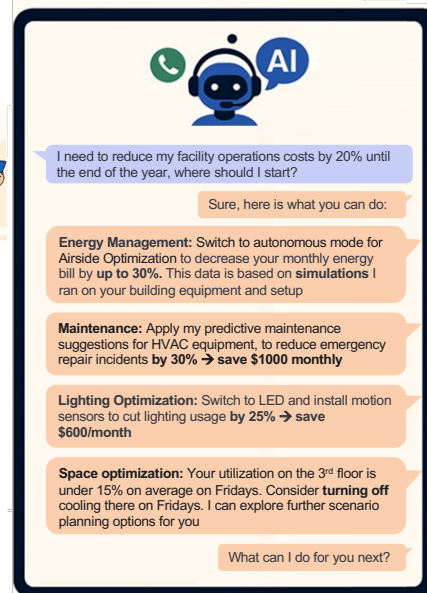 AI
I need to reduce my facility operations costs by 20% until
the end of the year, where should I start?
Sure, here is what you can do:
Energy Management: Switch to autonomous mode for
Airside Optimization to decrease your monthly energy
bill by up to 30%. This data is based on simulations I
ran on your building equipment and setup
Maintenance: Apply my predictive maintenance
suggestions for HVAC equipment, to reduce emergency
repair incidents by 30% → save $1000 monthly
Lighting Optimization: Switch to LED and install motion
sensors to cut lighting usage by 25% → save
$600/month
Space optimization: Your utilization on the 3rd floor is
under 15% on average on Fridays. Consider turning off
cooling there on Fridays. I can explore further scenario
planning options for you
What can I do for you next?